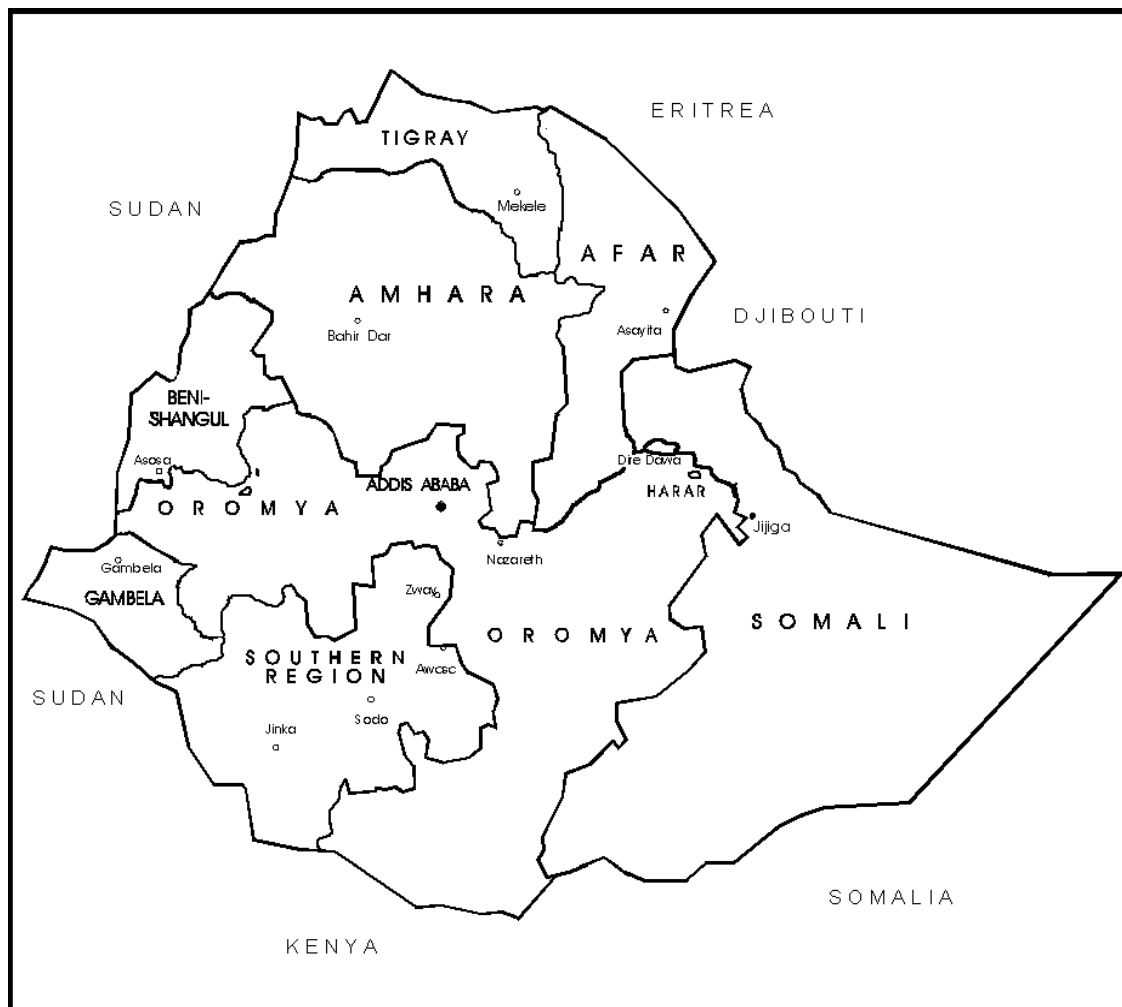 ERITREA
TIGRAY
SUDAN
Mekele
AFAR
AMHARA
DJIBOUTI
Bahir Dar
Asayita
BENI-
SHANGUL
Asosa
Dire Dawa
ADDIS ABABA
HARAR
OROMYA
Jijiga
Nazareth
Gambela
GAMBELA
Zway
SOMALI
OROMYA
SOUTHERN
REGION
SUDAN
Sodo
Jinka
SOMALIA
KENYA